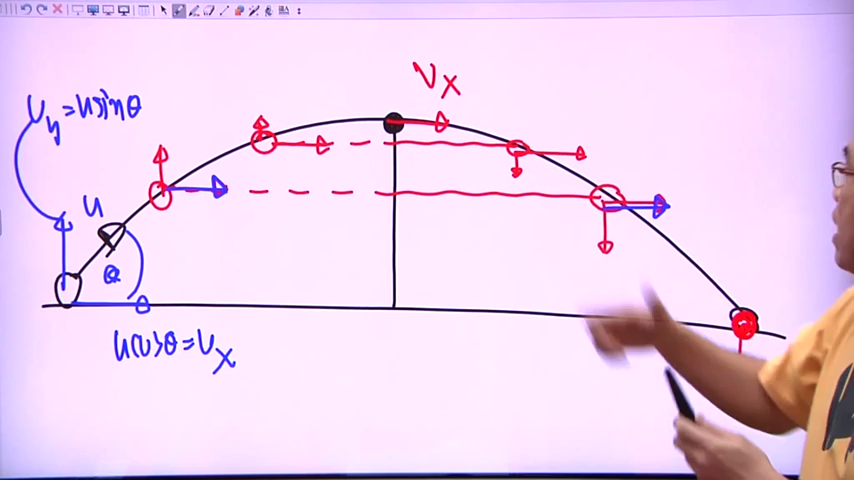 Vx
Uy = usinθ
u
θ
ucosθ = Ux